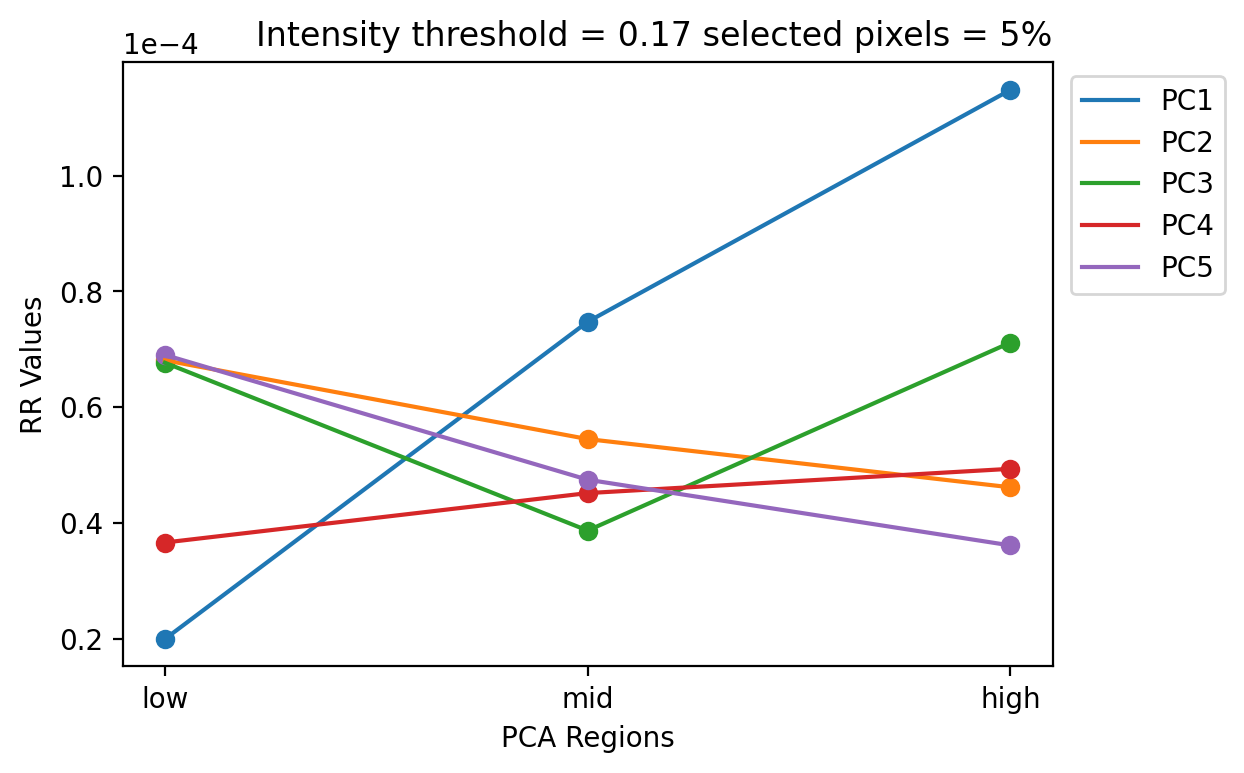 Intensity threshold = 0.17 selected pixels = 5%
1e−4
1.0
0.8
0.6
0.4
0.2
RR Values
low mid high
PCA Regions
PC1
PC2
PC3
PC4
PC5